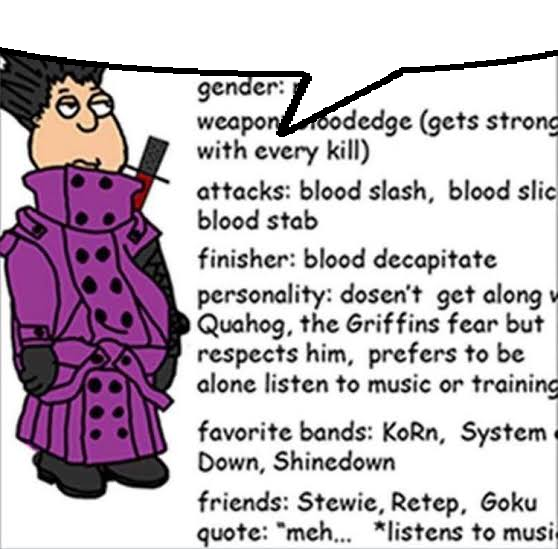 gender:
weapon: bloodedge (gets strong
with every kill)
attacks: blood slash, blood slic
blood stab
finisher: blood decapitate
personality: dosen't get along w
Quahog, the Griffins fear but
respects him, prefers to be
alone listen to music or training
favorite bands: KoRn, System
Down, Shinedown
friends: Stewie, Retep, Goku
quote: "meh... *listens to musi